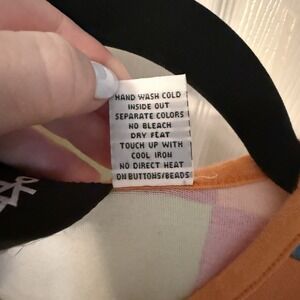 HAND WASH COLD
INSIDE OUT
SEPARATE COLORS
NO BLEACH
DRY FLAT
TOUCH UP WITH
COOL IRON
NO DIRECT HEAT
ON BUTTONS/BEADS